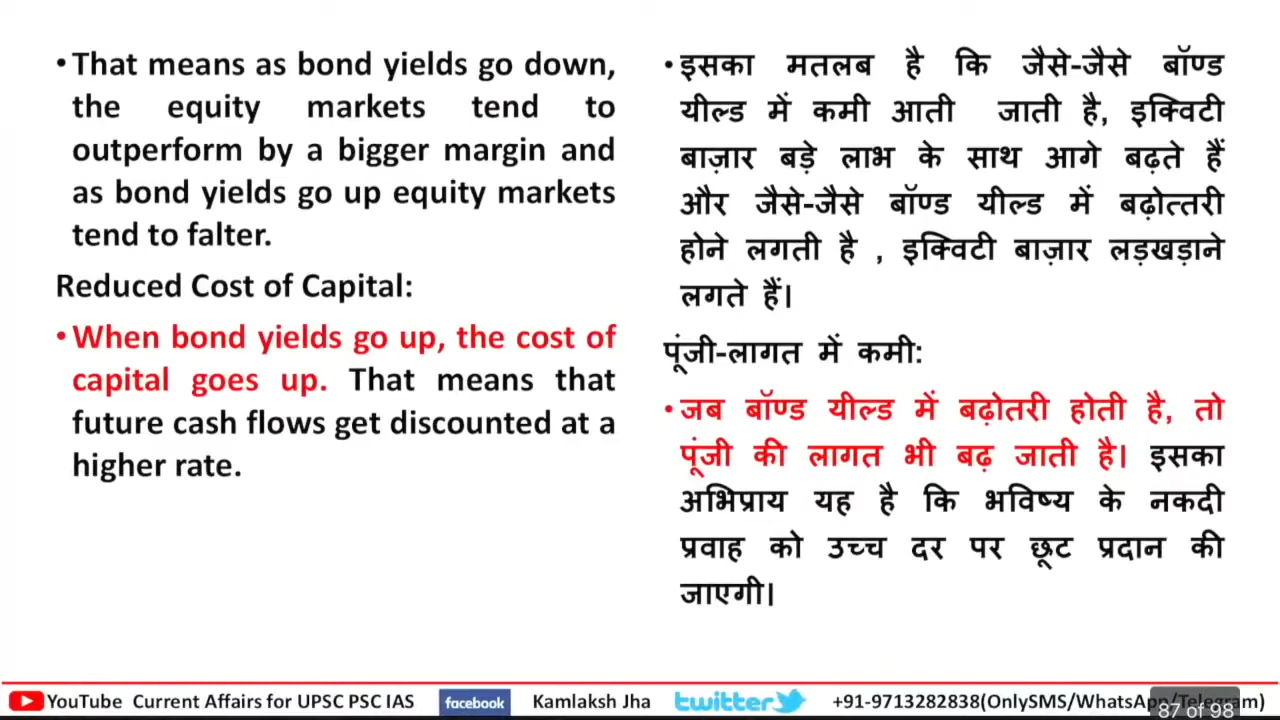 •That means as bond yields go down,
the equity markets tend to
outperform by a bigger margin and
as bond yields go up equity markets
tend to falter.
Reduced Cost of Capital:
•When bond yields go up, the cost of
capital goes up. That means that
future cash flows get discounted at a
higher rate.
•इसका मतलब है कि जैसे-जैसे बॉण्ड
यील्ड में कमी आती जाती है, इक्विटी
बाज़ार बड़े लाभ के साथ आगे बढ़ते हैं
और जैसे-जैसे बॉण्ड यील्ड में बढ़ोत्तरी
होने लगती है , इक्विटी बाज़ार लड़खड़ाने
लगते हैं।
पूंजी-लागत में कमी:
•जब बॉण्ड यील्ड में बढ़ोतरी होती है, तो
पूंजी की लागत भी बढ़ जाती है। इसका
अभिप्राय यह है कि भविष्य के नकदी
प्रवाह को उच्च दर पर छूट प्रदान की
जाएगी।
YouTube Current Affairs for UPSC PSC IAS facebook Kamlaksh Jha twitter +91-9713282838(OnlySMS/WhatsApp/Telegram)
87 of 98